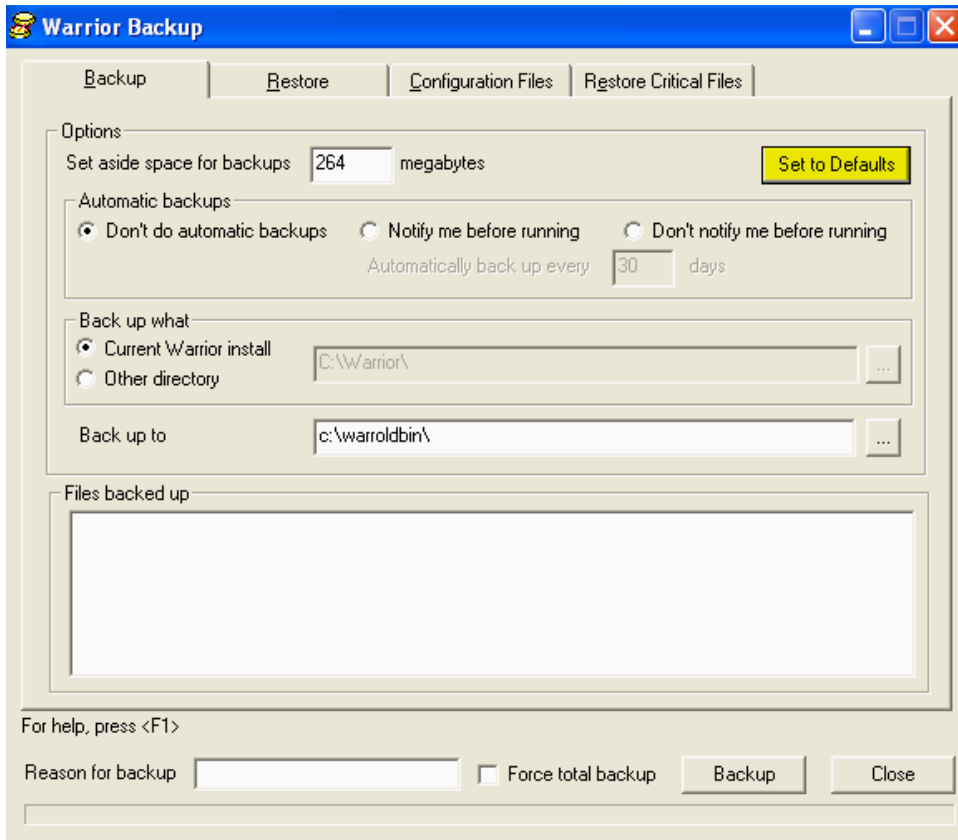 Warrior Backup
Backup Restore Configuration Files Restore Critical Files
Options
Set aside space for backups 264 megabytes Set to Defaults
Automatic backups
Don't do automatic backups Notify me before running Don't notify me before running
Automatically back up every 30 days
Back up what
Current Warrior install C:\Warrior\ ...
Other directory
Back up to c:\warroldbin\ ...
Files backed up
For help, press <F1>
Reason for backup Force total backup Backup Close